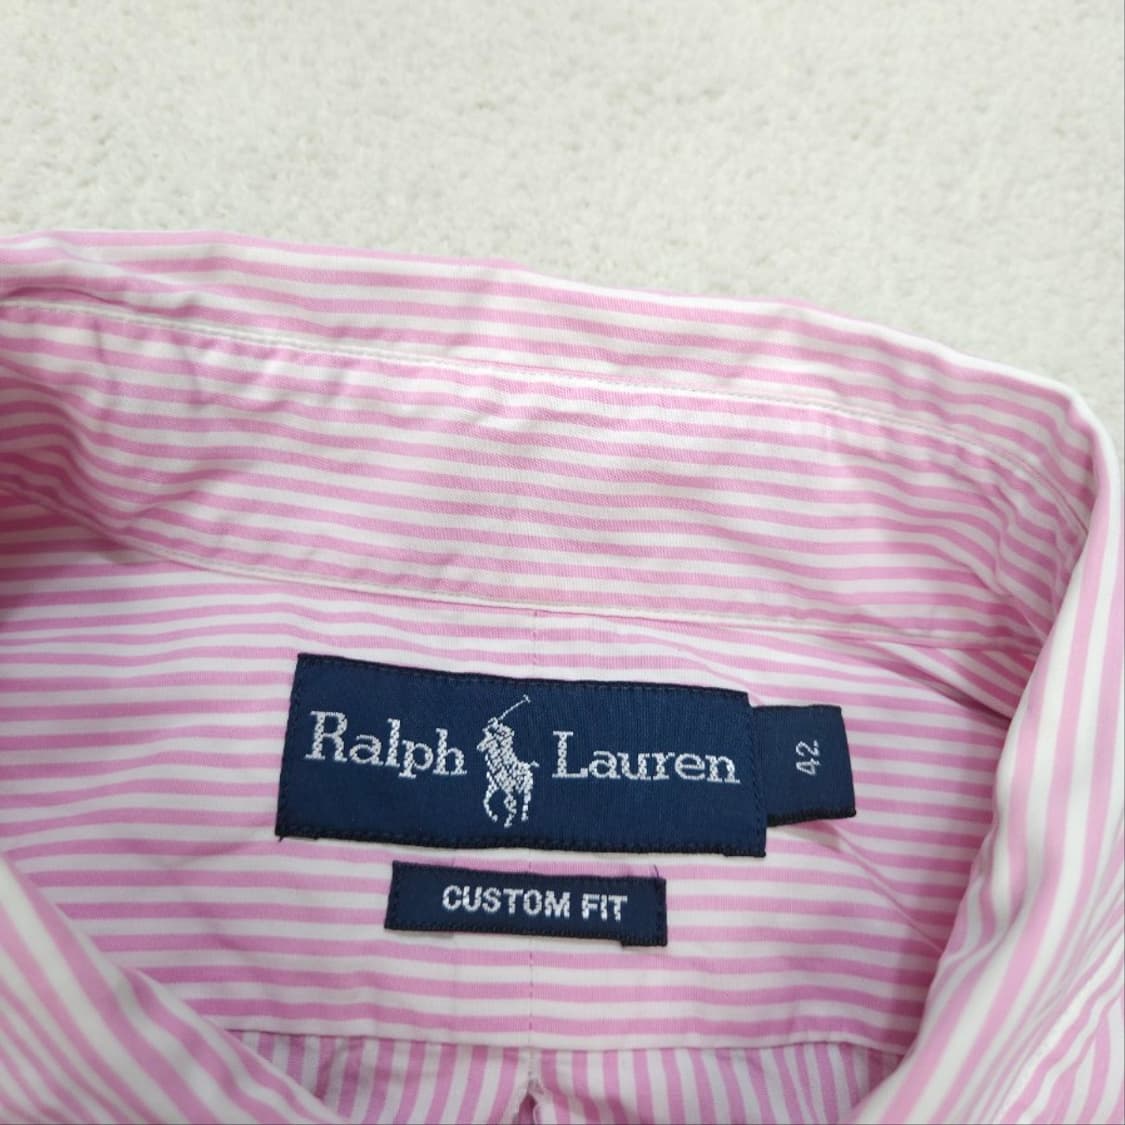 Ralph Lauren
42
CUSTOM FIT